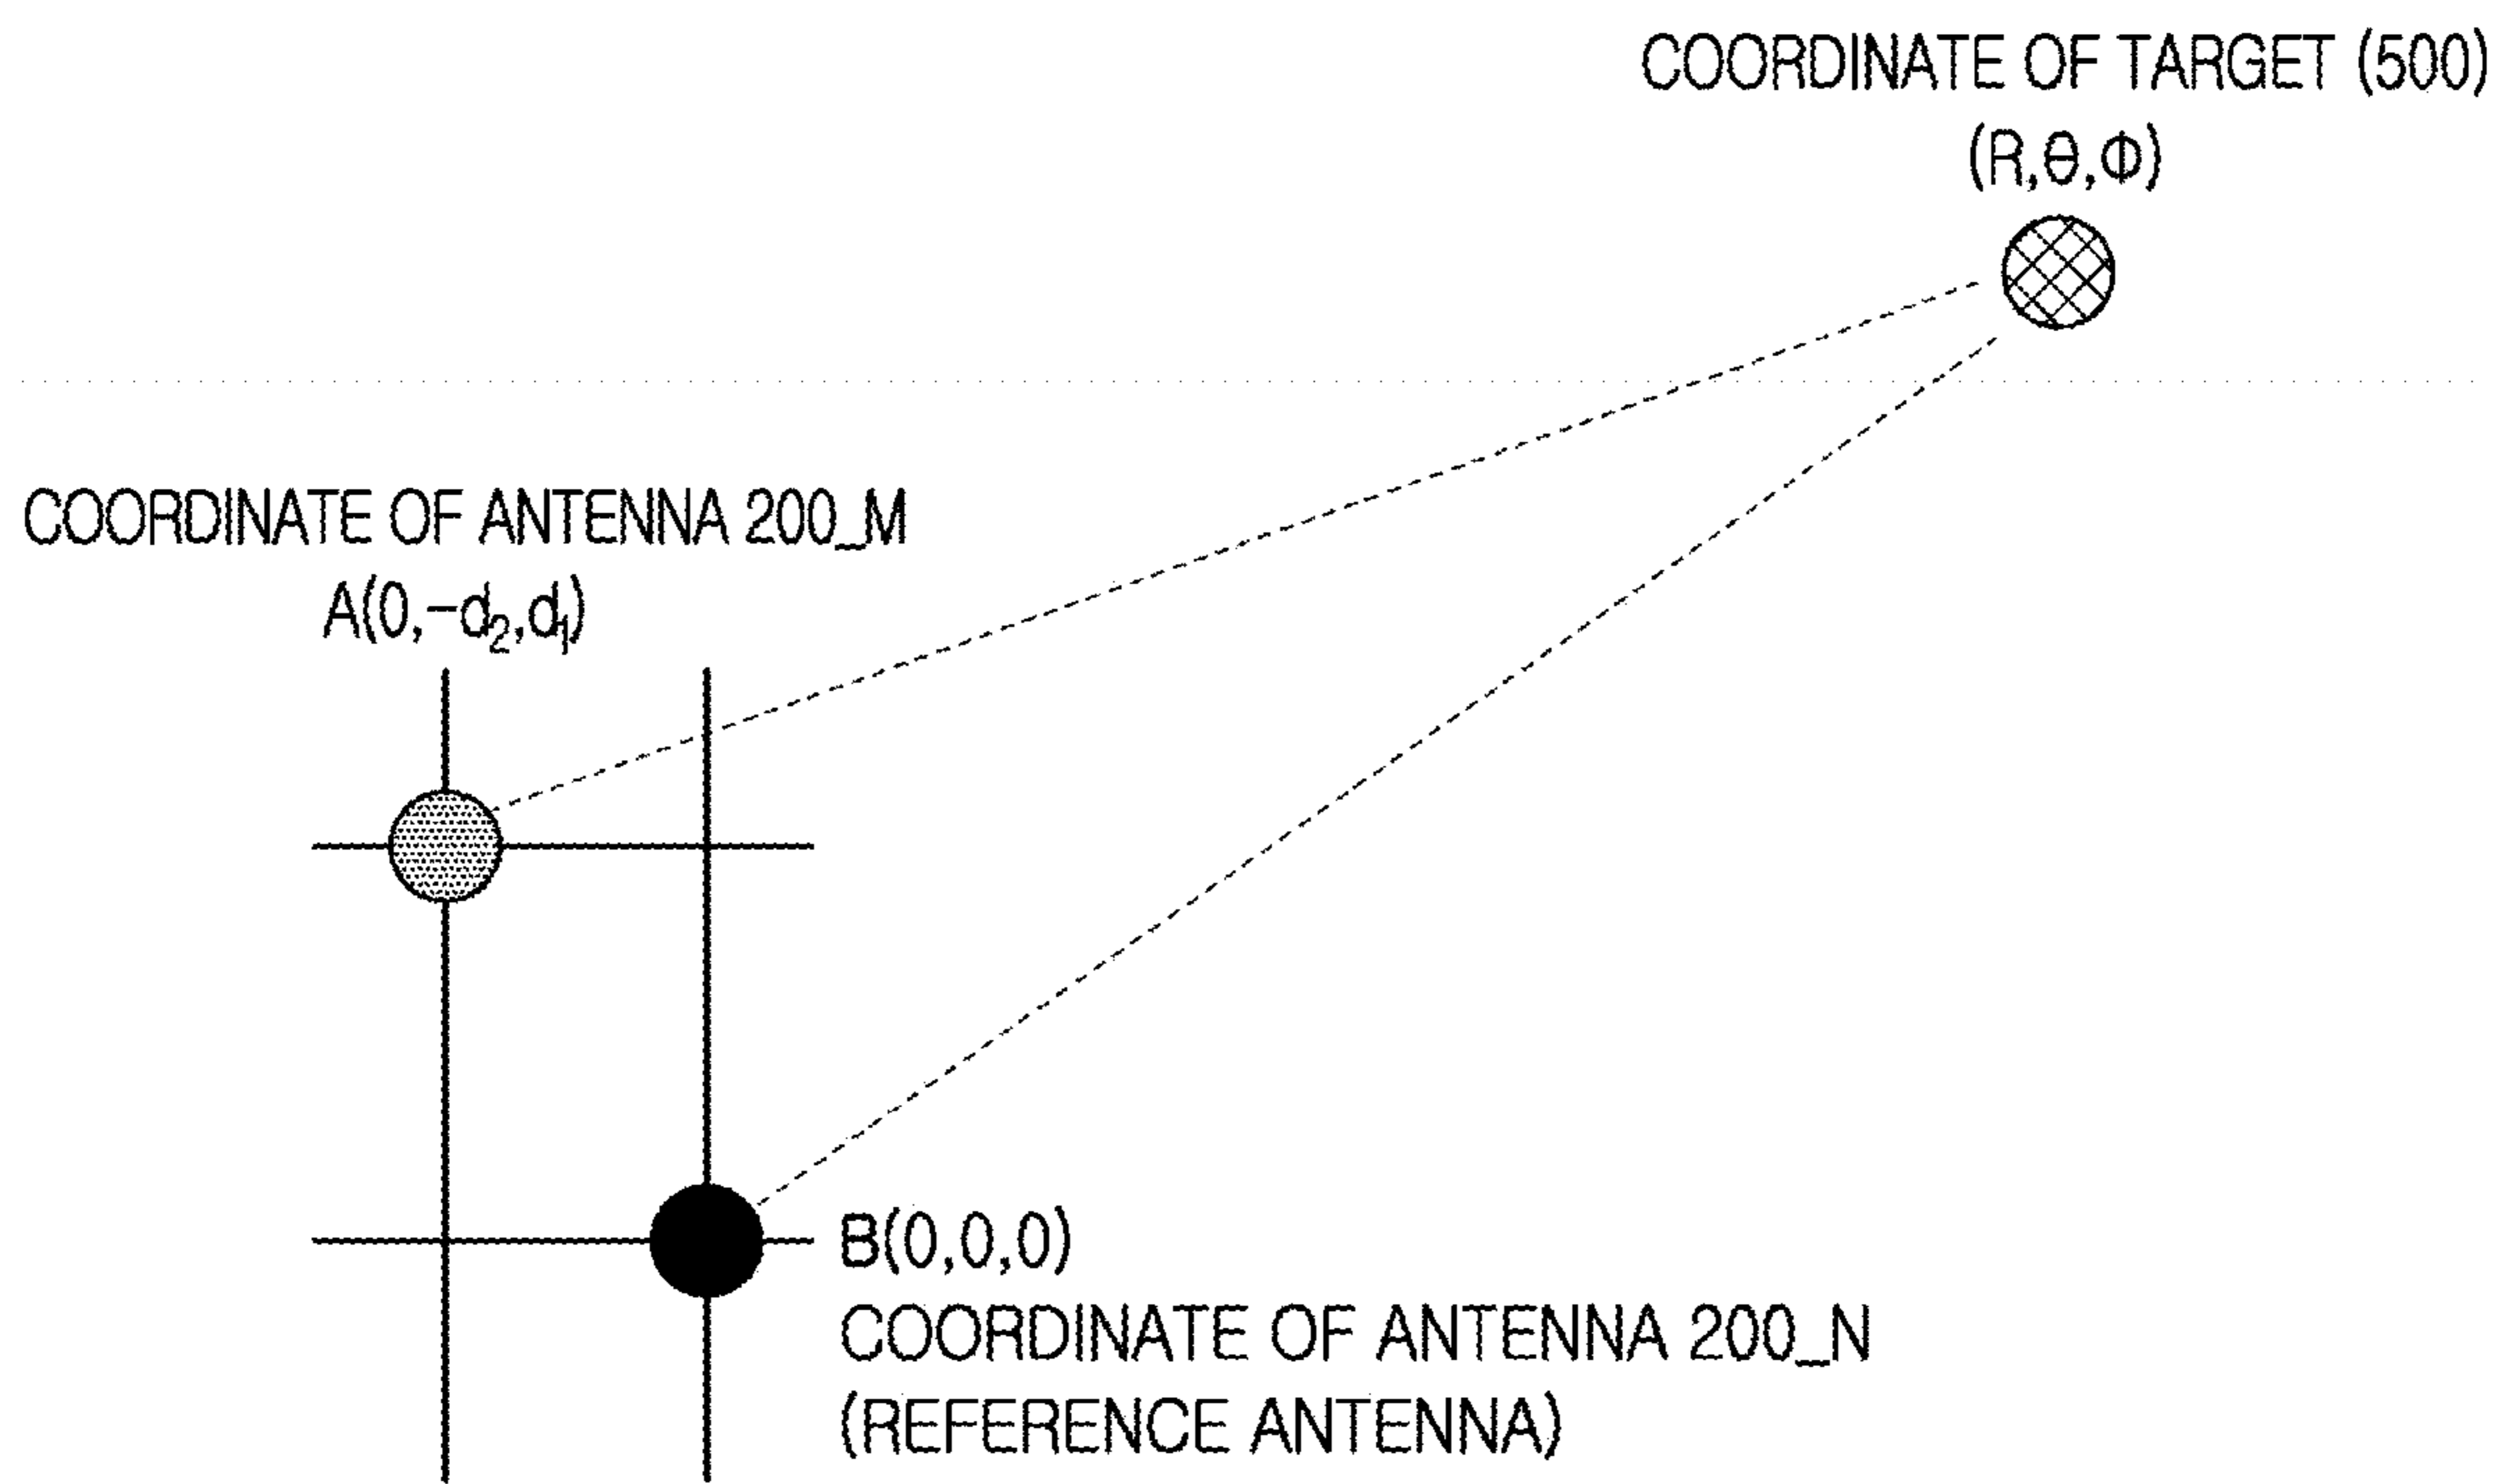 COORDINATE OF TARGET (500)
(R,θ,Φ)
COORDINATE OF ANTENNA 200_M
A(0,-d₂,d₁)
B(0,0,0)
COORDINATE OF ANTENNA 200_N
(REFERENCE ANTENNA)